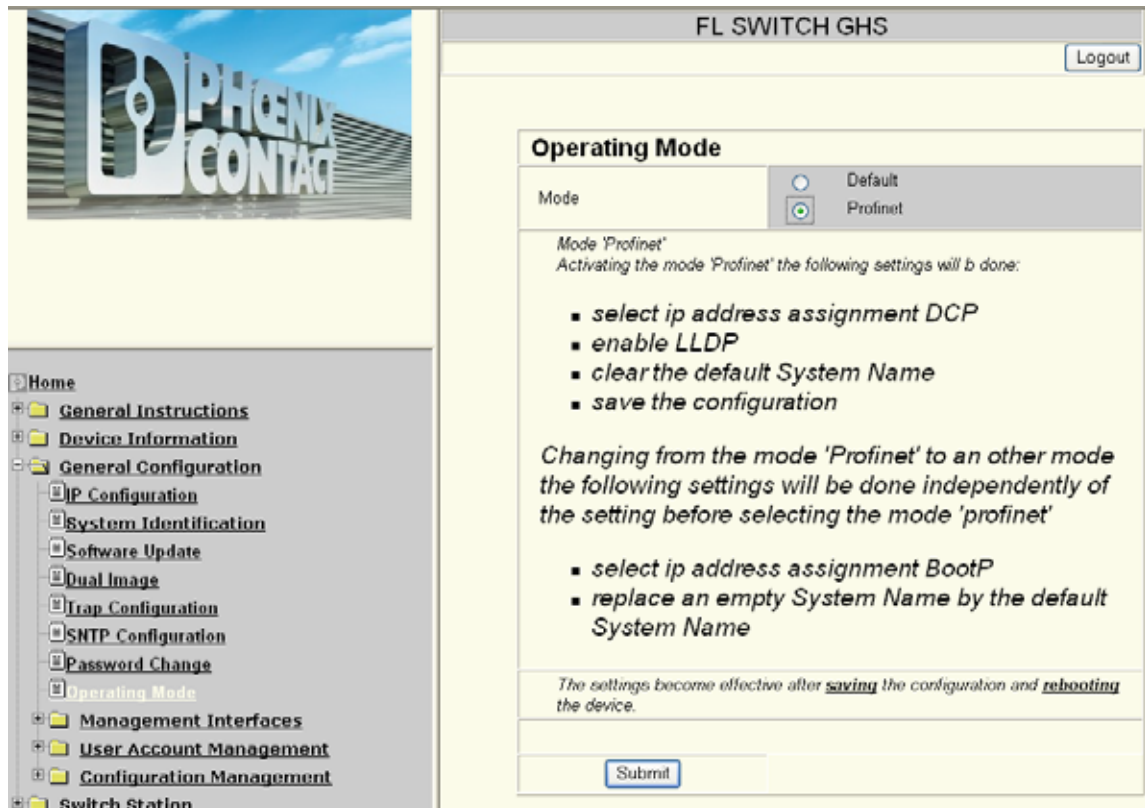 PHŒNIX
CONTACT
FL SWITCH GHS
Logout
Operating Mode
Mode
Default
Profinet
Mode 'Profinet'
Activating the mode 'Profinet' the following settings will b done:
select ip address assignment DCP
enable LLDP
clear the default System Name
save the configuration
Changing from the mode 'Profinet' to an other mode
the following settings will be done independently of
the setting before selecting the mode 'profinet'
select ip address assignment BootP
replace an empty System Name by the default
System Name
The settings become effective after saving the configuration and rebooting
the device.
Submit
Home
General Instructions
Device Information
General Configuration
IP Configuration
System Identification
Software Update
Dual Image
Trap Configuration
SNTP Configuration
Password Change
Operating Mode
Management Interfaces
User Account Management
Configuration Management
Switch Station